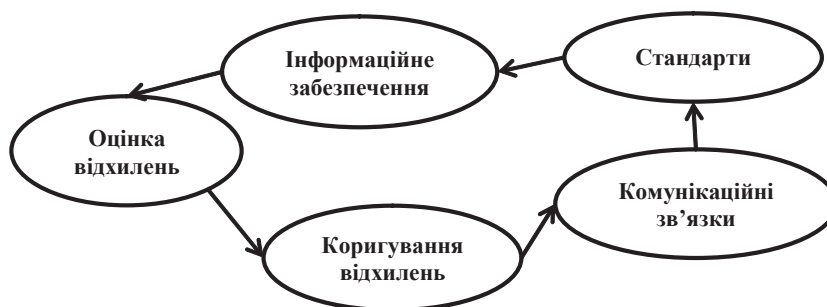 Інформаційне
забезпечення
Стандарти
Оцінка
відхилень
Комунікаційні
зв’язки
Коригування
відхилень